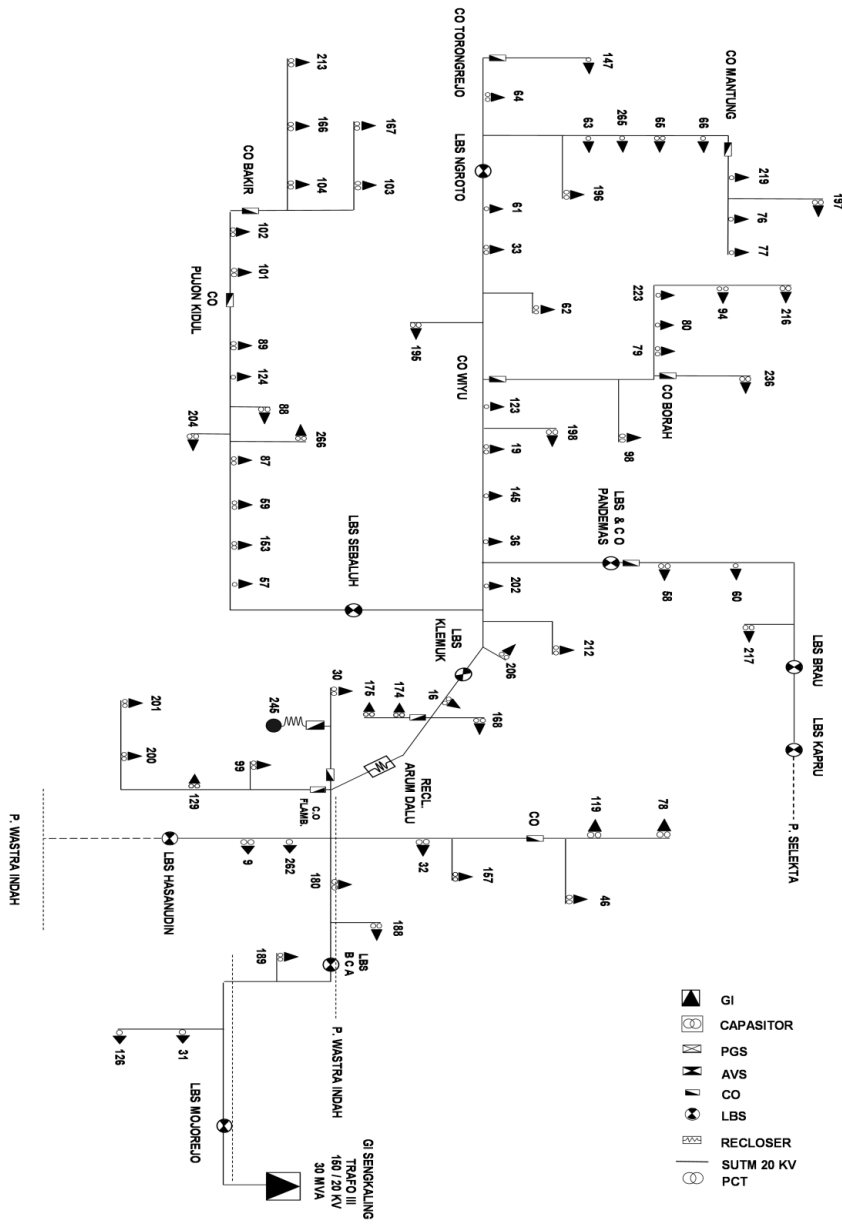 CO TORONGREJO
147
64
LBS NGROTO
63
265
65
66
CO MANTUNG
219
197
76
77
196
61
33
62
195
CO WIYU
223
94
216
80
79
236
CO BORAH
98
123
198
19
145
36
LBS & C O
PANDEMAS
58
60
217
LBS BRAU
LBS KAPRU
P. SELEKTA
202
212
206
213
166
167
104
103
CO BAKIR
102
101
CO
PUJON KIDUL
89
124
88
204
266
87
59
153
57
LBS SEBALUH
LBS
KLEMUK
16
30
175
174
168
245
201
200
99
129
C.O
FLAMB.
RECL.
ARUM DALU
CO
119
78
46
157
32
262
9
LBS HASANUDIN
P. WASTRA INDAH
180
188
LBS
B C A
P. WASTRA INDAH
189
31
126
LBS MOJOREJO
GI SENGKALING
TRAFO III
150 / 20 KV
30 MVA
GI
CAPASITOR
PGS
AVS
CO
LBS
RECLOSER
SUTM 20 KV
PCT